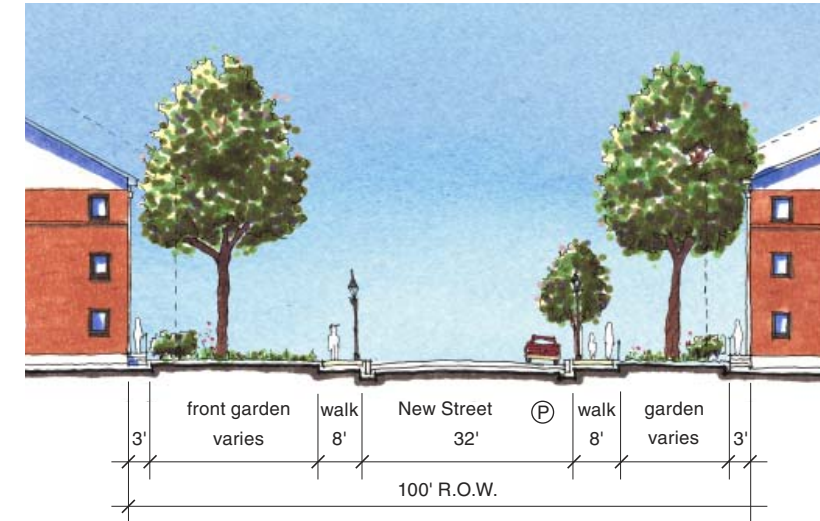 front garden walk New Street Ⓟ walk garden
3' varies 8' 32' 8' varies 3'
100' R.O.W.